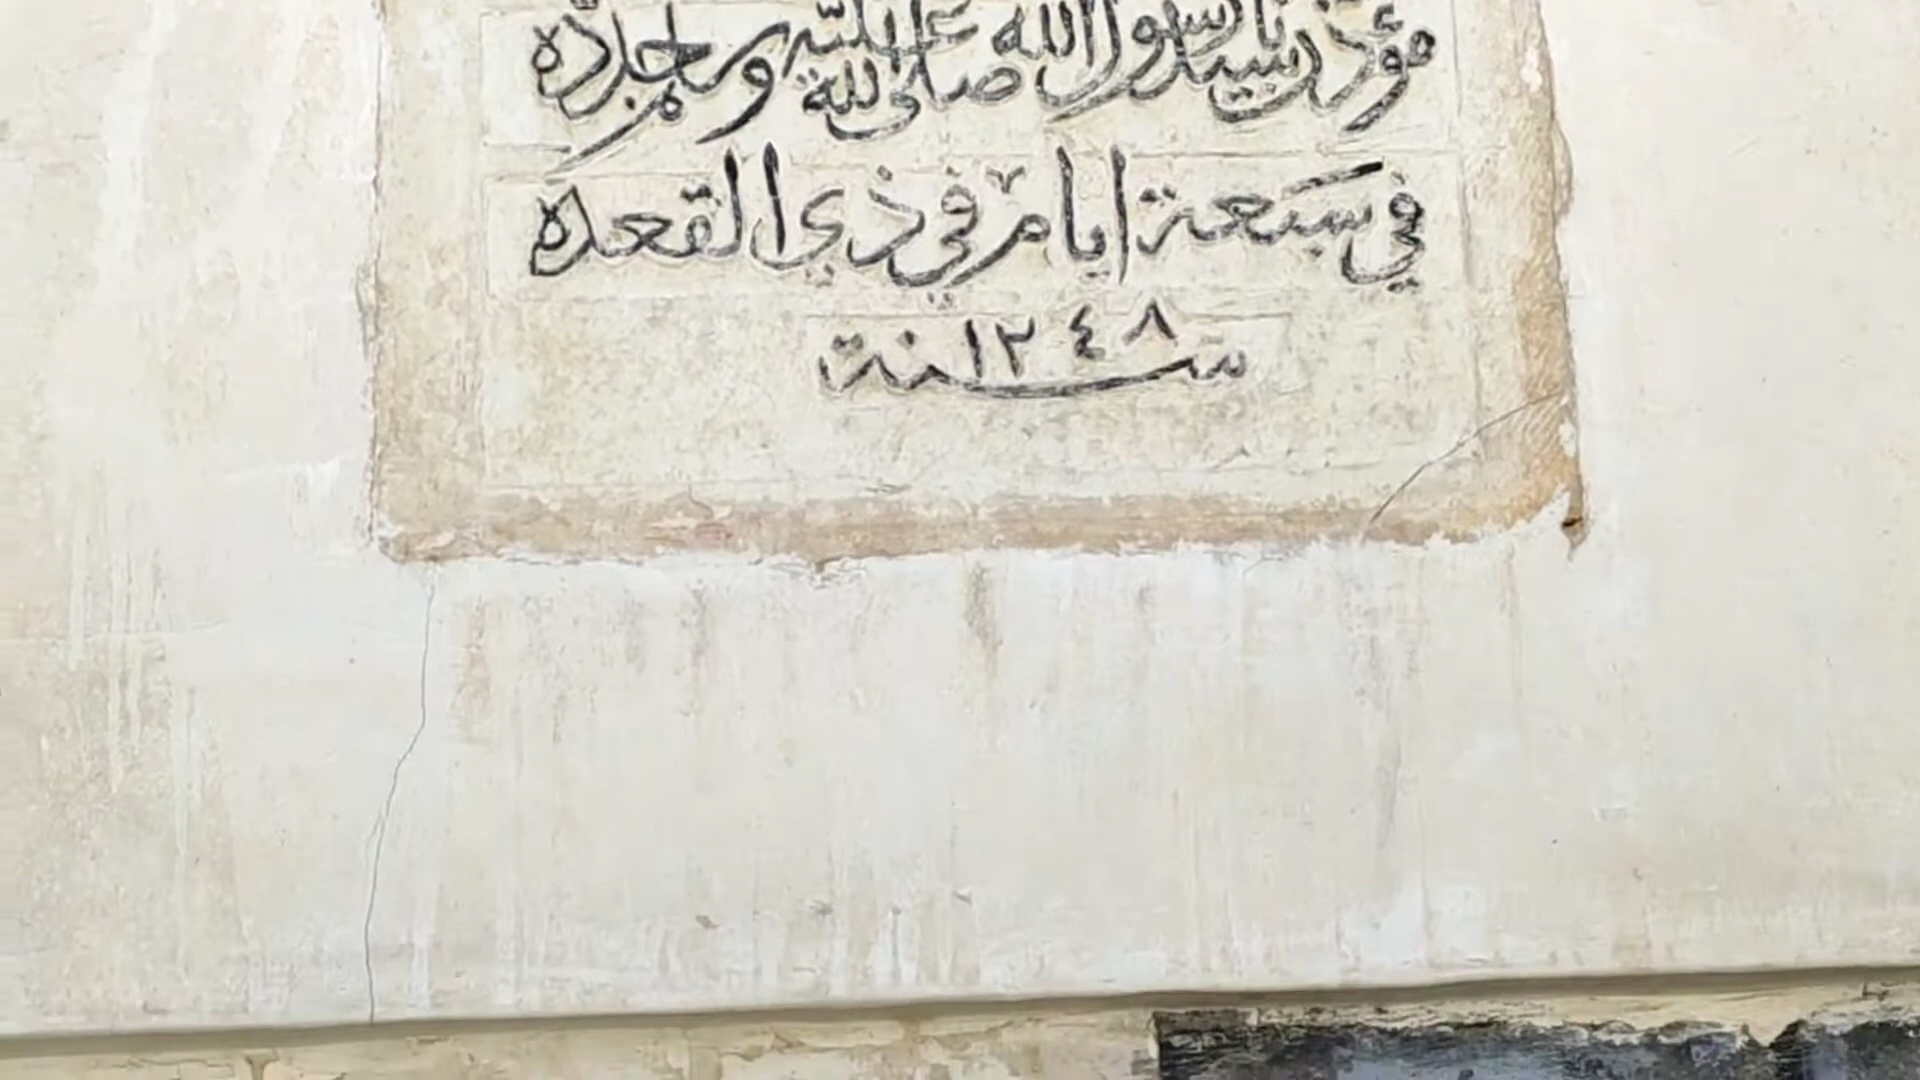 مؤذن سيدنا رسول الله صلى الله عليه وسلم جدده
في سبعة ايام في ذي القعده
سنة ١٢٤٨